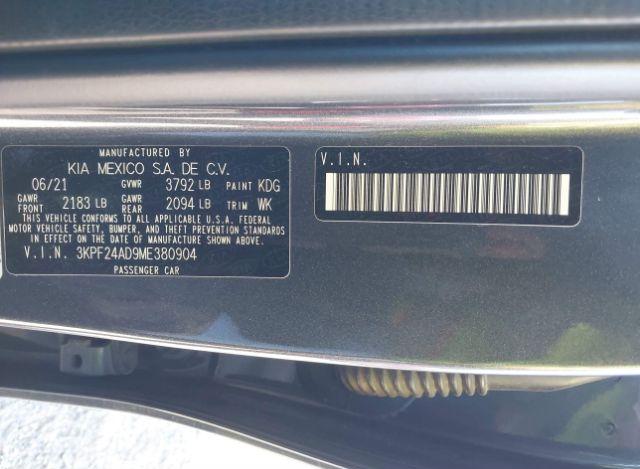 MANUFACTURED BY
KIA MEXICO S.A. DE C.V.
06/21 GVWR 3792 LB PAINT KDG
GAWR FRONT 2183 LB GAWR REAR 2094 LB TRIM WK
THIS VEHICLE CONFORMS TO ALL APPLICABLE U.S.A. FEDERAL
MOTOR VEHICLE SAFETY, BUMPER, AND THEFT PREVENTION STANDARDS
IN EFFECT ON THE DATE OF MANUFACTURE SHOWN ABOVE.
V.I.N. 3KPF24AD9ME380904
PASSENGER CAR
V.I.N.